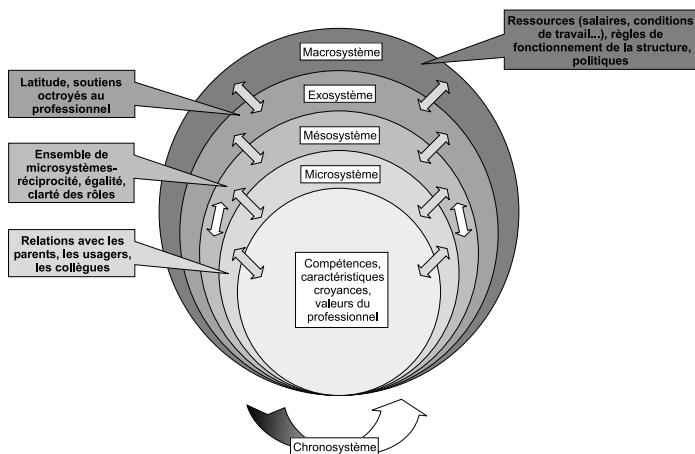 Ressources (salaires, conditions
de travail...), règles de
fonctionnement de la structure,
politiques
Macrosystème
Latitude, soutiens
octroyés au
professionnel
Exosystème
Mésosystème
Ensemble de
microsystèmes-
réciprocité, égalité,
clarté des rôles
Microsystème
Relations avec les
parents, les usagers,
les collègues
Compétences,
caractéristiques
croyances,
valeurs du
professionnel
Chronosystème